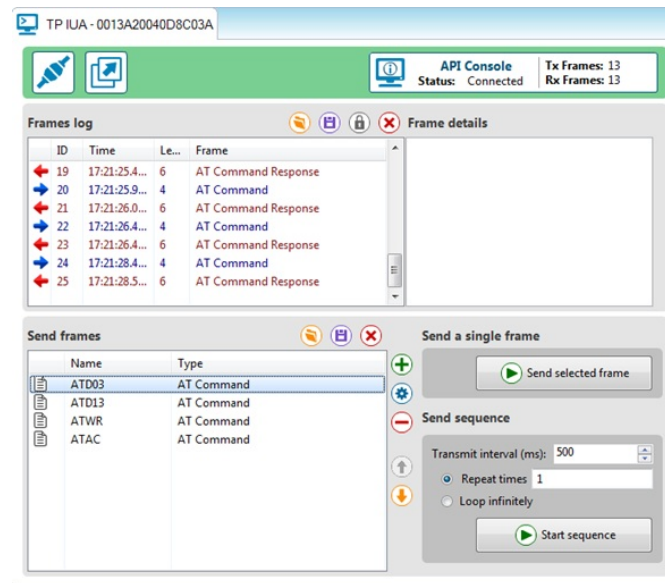 TP IUA - 0013A20040D8C03A
API Console
Status: Connected
Tx Frames: 13
Rx Frames: 13
Frames log
Frame details
ID Time Le... Frame
19 17:21:25.4... 6 AT Command Response
20 17:21:25.9... 4 AT Command
21 17:21:26.0... 6 AT Command Response
22 17:21:26.4... 4 AT Command
23 17:21:26.4... 6 AT Command Response
24 17:21:28.4... 4 AT Command
25 17:21:28.5... 6 AT Command Response
Send frames
Name Type
ATD03 AT Command
ATD13 AT Command
ATWR AT Command
ATAC AT Command
Send a single frame
Send selected frame
Send sequence
Transmit interval (ms): 500
Repeat times 1
Loop infinitely
Start sequence